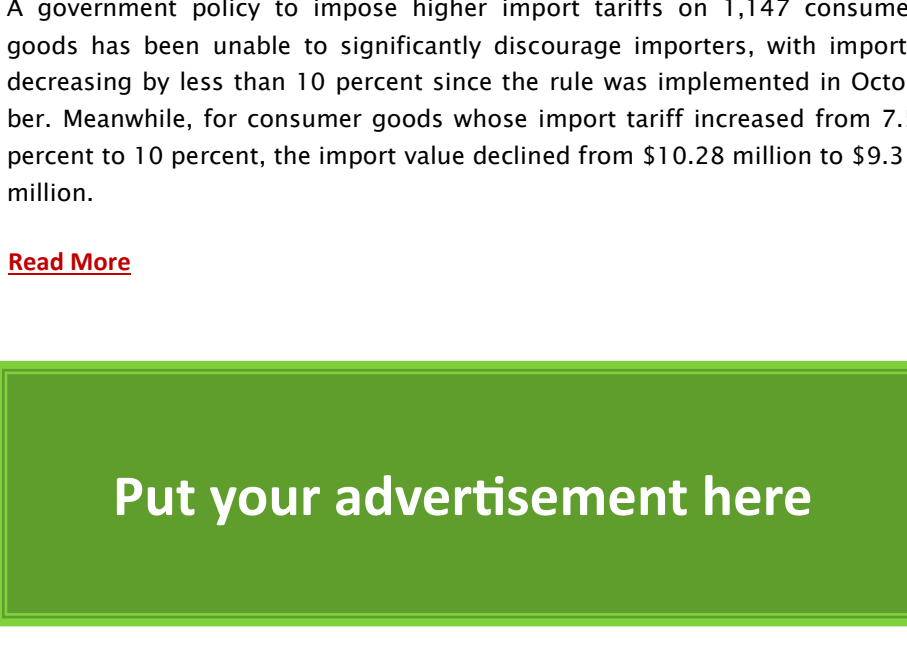 A government policy to impose higher import tariffs on 1,147 consume
goods has been unable to significantly discourage importers, with import
decreasing by less than 10 percent since the rule was implemented in Octo
ber. Meanwhile, for consumer goods whose import tariff increased from 7.
percent to 10 percent, the import value declined from $10.28 million to $9.3
million.
Read More
Put your advertisement here